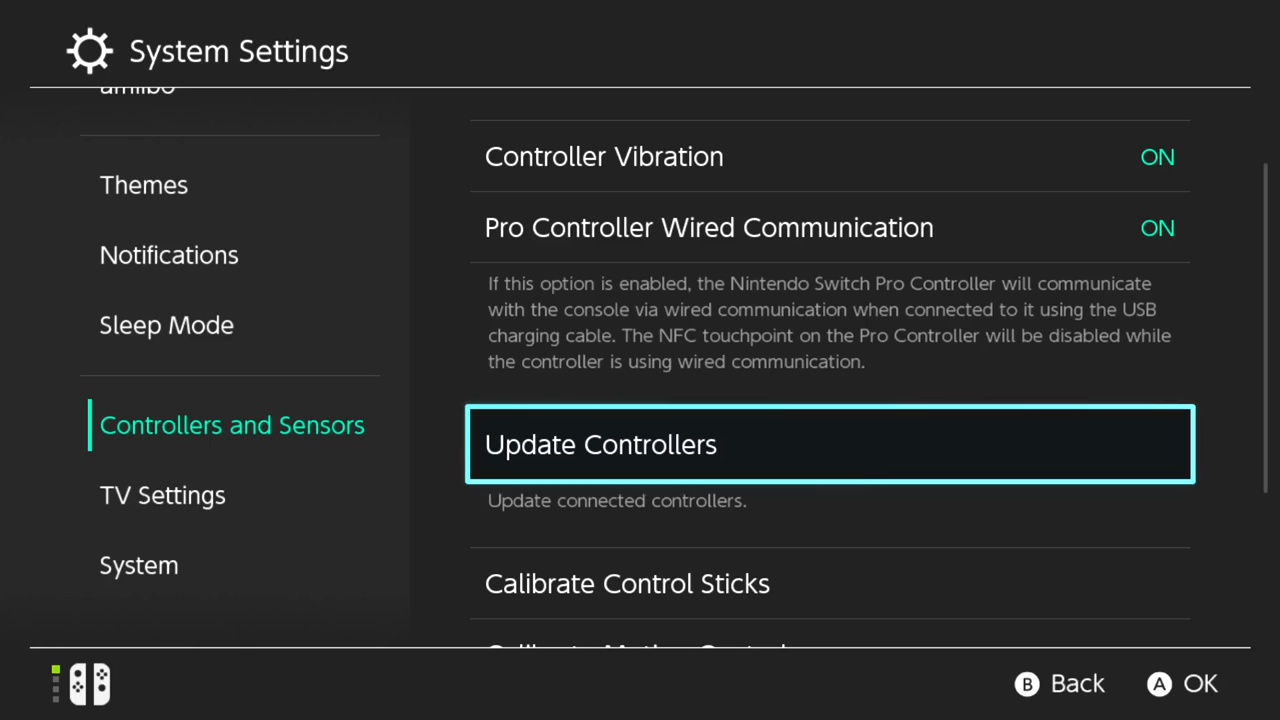 System Settings
amiibo
Themes
Notifications
Sleep Mode
Controllers and Sensors
TV Settings
System
Controller Vibration ON
Pro Controller Wired Communication ON
If this option is enabled, the Nintendo Switch Pro Controller will communicate
with the console via wired communication when connected to it using the USB
charging cable. The NFC touchpoint on the Pro Controller will be disabled while
the controller is using wired communication.
Update Controllers
Update connected controllers.
Calibrate Control Sticks
B Back A OK